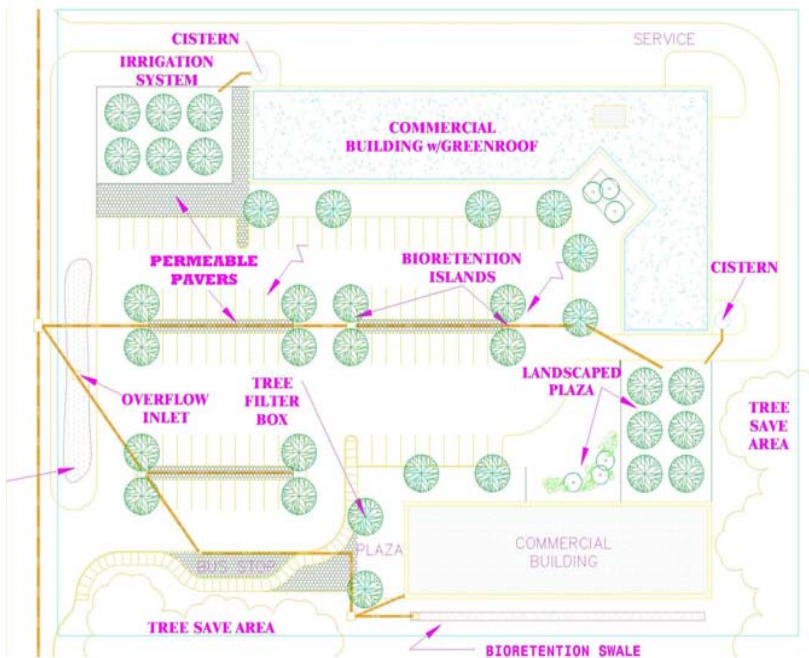 CISTERN
SERVICE
IRRIGATION
SYSTEM
COMMERCIAL
BUILDING w/GREENROOF
PERMEABLE
PAVERS
BIORETENTION
ISLANDS
CISTERN
OVERFLOW
INLET
TREE
FILTER
BOX
LANDSCAPED
PLAZA
TREE
SAVE
AREA
BUS STOP
PLAZA
COMMERCIAL
BUILDING
TREE SAVE AREA
BIORETENTION SWALE